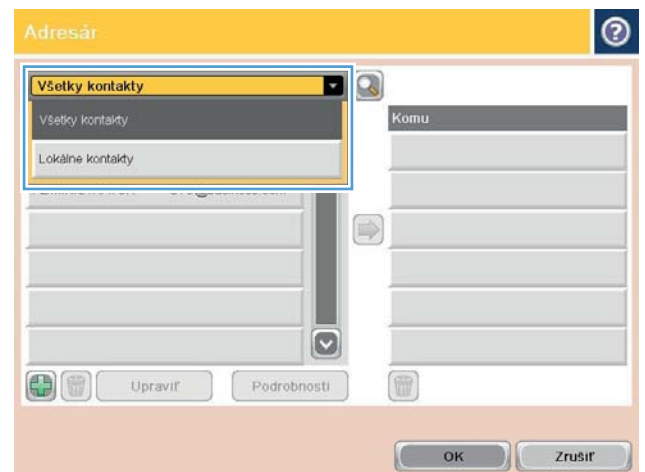 Adresár
Všetky kontakty
Všetky kontakty
Lokálne kontakty
Komu
Upraviť
Podrobnosti
OK
Zrušiť